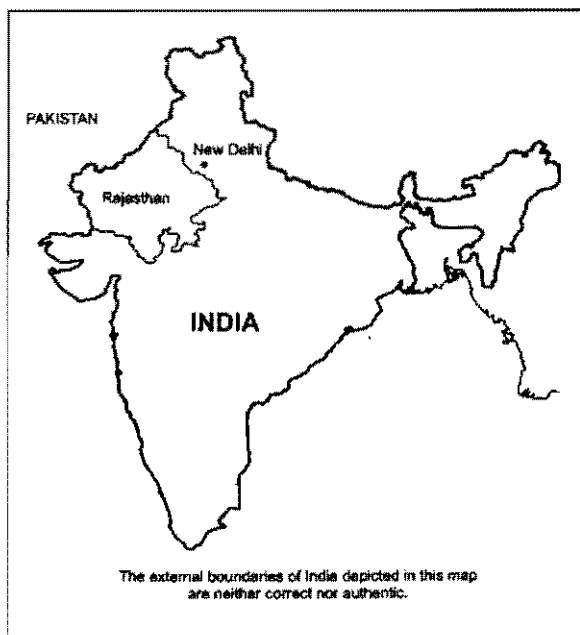 PAKISTAN
New Delhi
Rajasthan
INDIA
The external boundaries of India depicted in this map
are neither correct nor authentic.